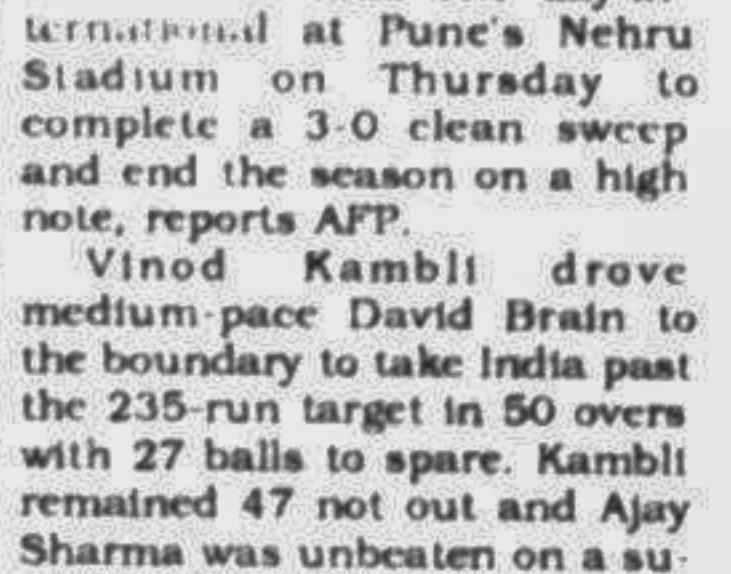 ternational at Pune's Nehru
Stadium on Thursday to
complete a 3-0 clean sweep
and end the season on a high
note, reports AFP.
Vinod Kambli drove
medium-pace David Brain to
the boundary to take India past
the 235-run target in 50 overs
with 27 balls to spare. Kambli
remained 47 not out and Ajay
Sharma was unbeaten on a su-